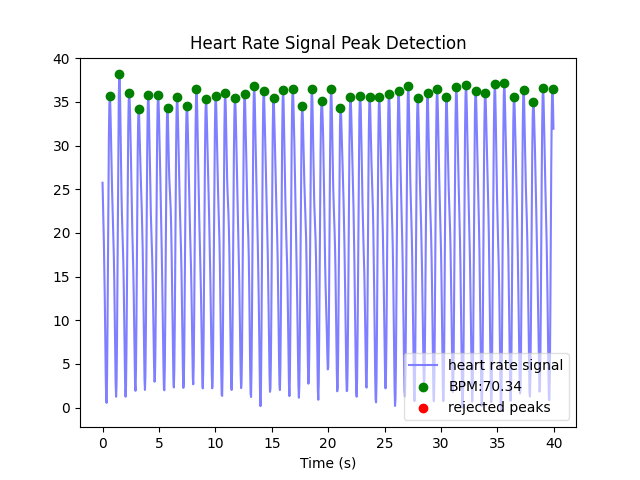 Heart Rate Signal Peak Detection
40
35
30
25
20
15
10
5
0
heart rate signal
BPM:70.34
rejected peaks
0 5 10 15 20 25 30 35 40
Time (s)